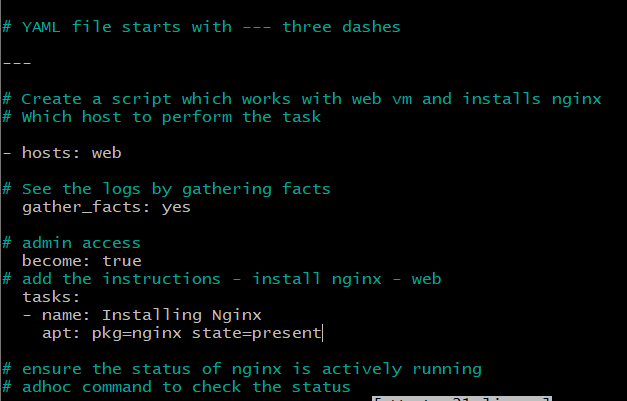 # YAML file starts with --- three dashes
---
# Create a script which works with web vm and installs nginx
# Which host to perform the task
- hosts: web
# See the logs by gathering facts
gather_facts: yes
# admin access
become: true
# add the instructions - install nginx - web
tasks:
- name: Installing Nginx
apt: pkg=nginx state=present
# ensure the status of nginx is actively running
# adhoc command to check the status